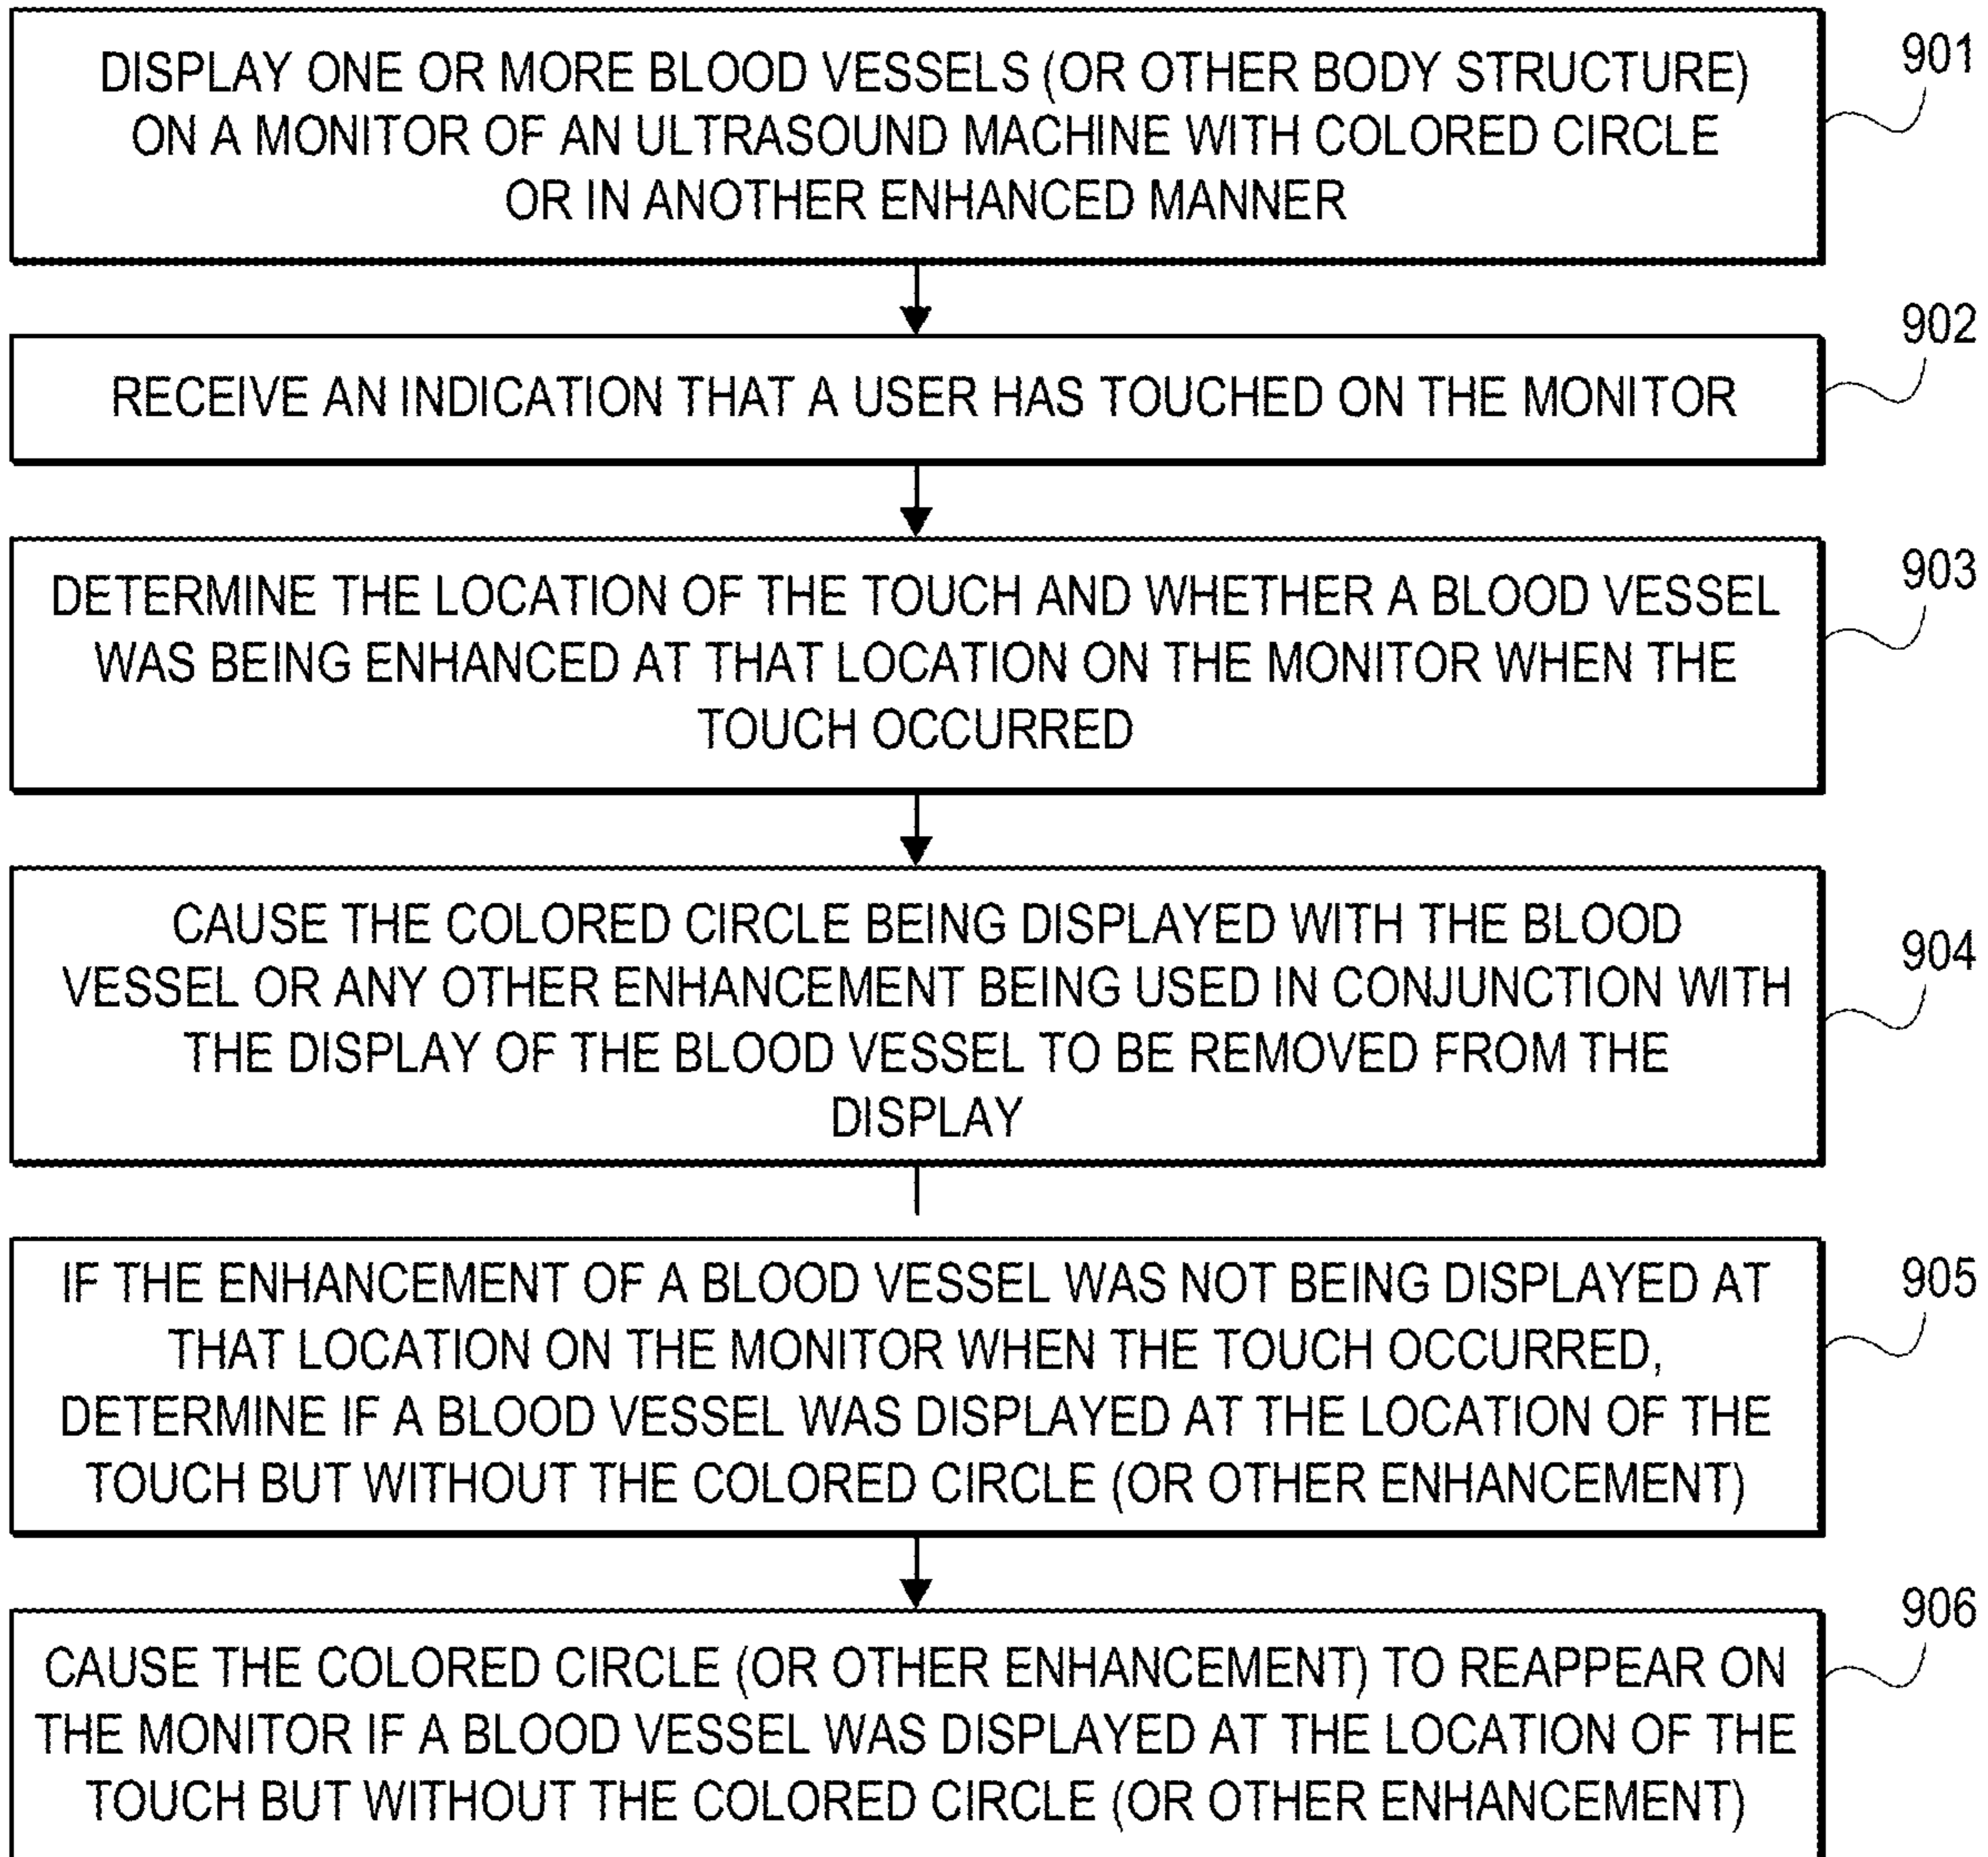 DISPLAY ONE OR MORE BLOOD VESSELS (OR OTHER BODY STRUCTURE)
ON A MONITOR OF AN ULTRASOUND MACHINE WITH COLORED CIRCLE
OR IN ANOTHER ENHANCED MANNER
901
RECEIVE AN INDICATION THAT A USER HAS TOUCHED ON THE MONITOR
902
DETERMINE THE LOCATION OF THE TOUCH AND WHETHER A BLOOD VESSEL
WAS BEING ENHANCED AT THAT LOCATION ON THE MONITOR WHEN THE
TOUCH OCCURRED
903
CAUSE THE COLORED CIRCLE BEING DISPLAYED WITH THE BLOOD
VESSEL OR ANY OTHER ENHANCEMENT BEING USED IN CONJUNCTION WITH
THE DISPLAY OF THE BLOOD VESSEL TO BE REMOVED FROM THE
DISPLAY
904
IF THE ENHANCEMENT OF A BLOOD VESSEL WAS NOT BEING DISPLAYED AT
THAT LOCATION ON THE MONITOR WHEN THE TOUCH OCCURRED,
DETERMINE IF A BLOOD VESSEL WAS DISPLAYED AT THE LOCATION OF THE
TOUCH BUT WITHOUT THE COLORED CIRCLE (OR OTHER ENHANCEMENT)
905
CAUSE THE COLORED CIRCLE (OR OTHER ENHANCEMENT) TO REAPPEAR ON
THE MONITOR IF A BLOOD VESSEL WAS DISPLAYED AT THE LOCATION OF THE
TOUCH BUT WITHOUT THE COLORED CIRCLE (OR OTHER ENHANCEMENT)
906